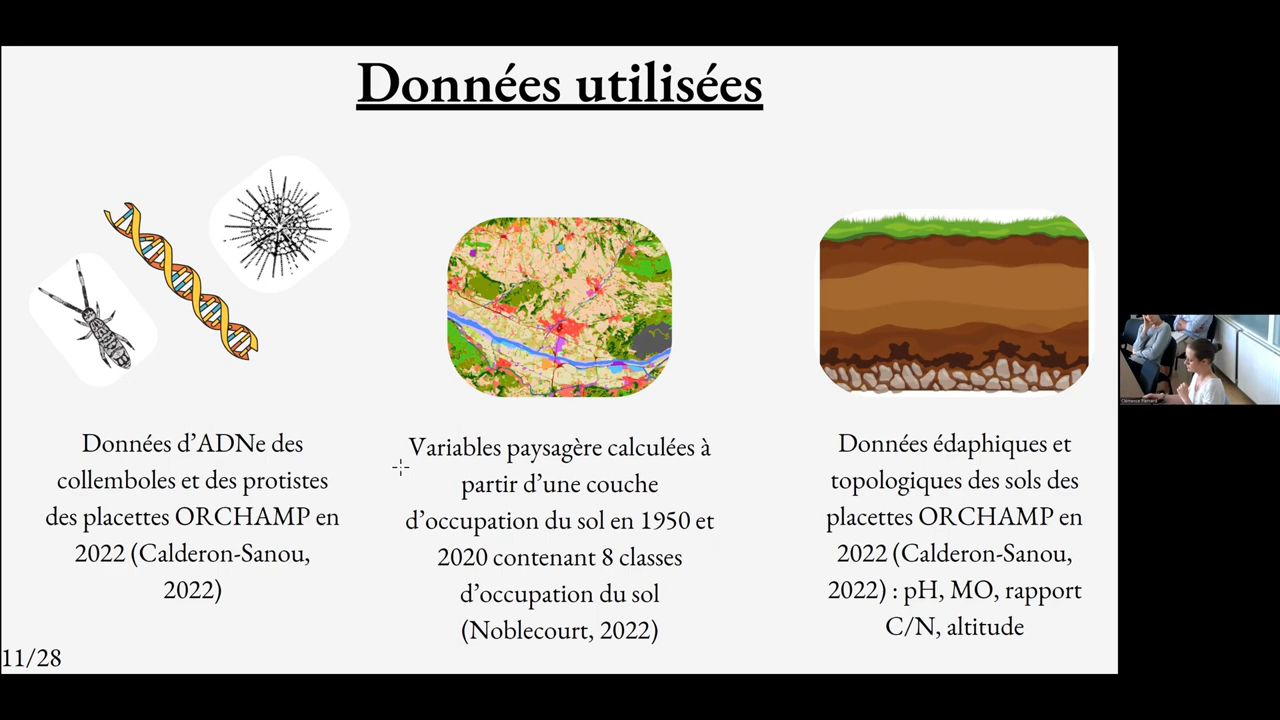 Données utilisées
Données d’ADNe des
collemboles et des protistes
des placettes ORCHAMP en
2022 (Calderon-Sanou,
2022)
Variables paysagère calculées à
partir d’une couche
d’occupation du sol en 1950 et
2020 contenant 8 classes
d’occupation du sol
(Noblecourt, 2022)
Données édaphiques et
topologiques des sols des
placettes ORCHAMP en
2022 (Calderon-Sanou,
2022) : pH, MO, rapport
C/N, altitude
11/28